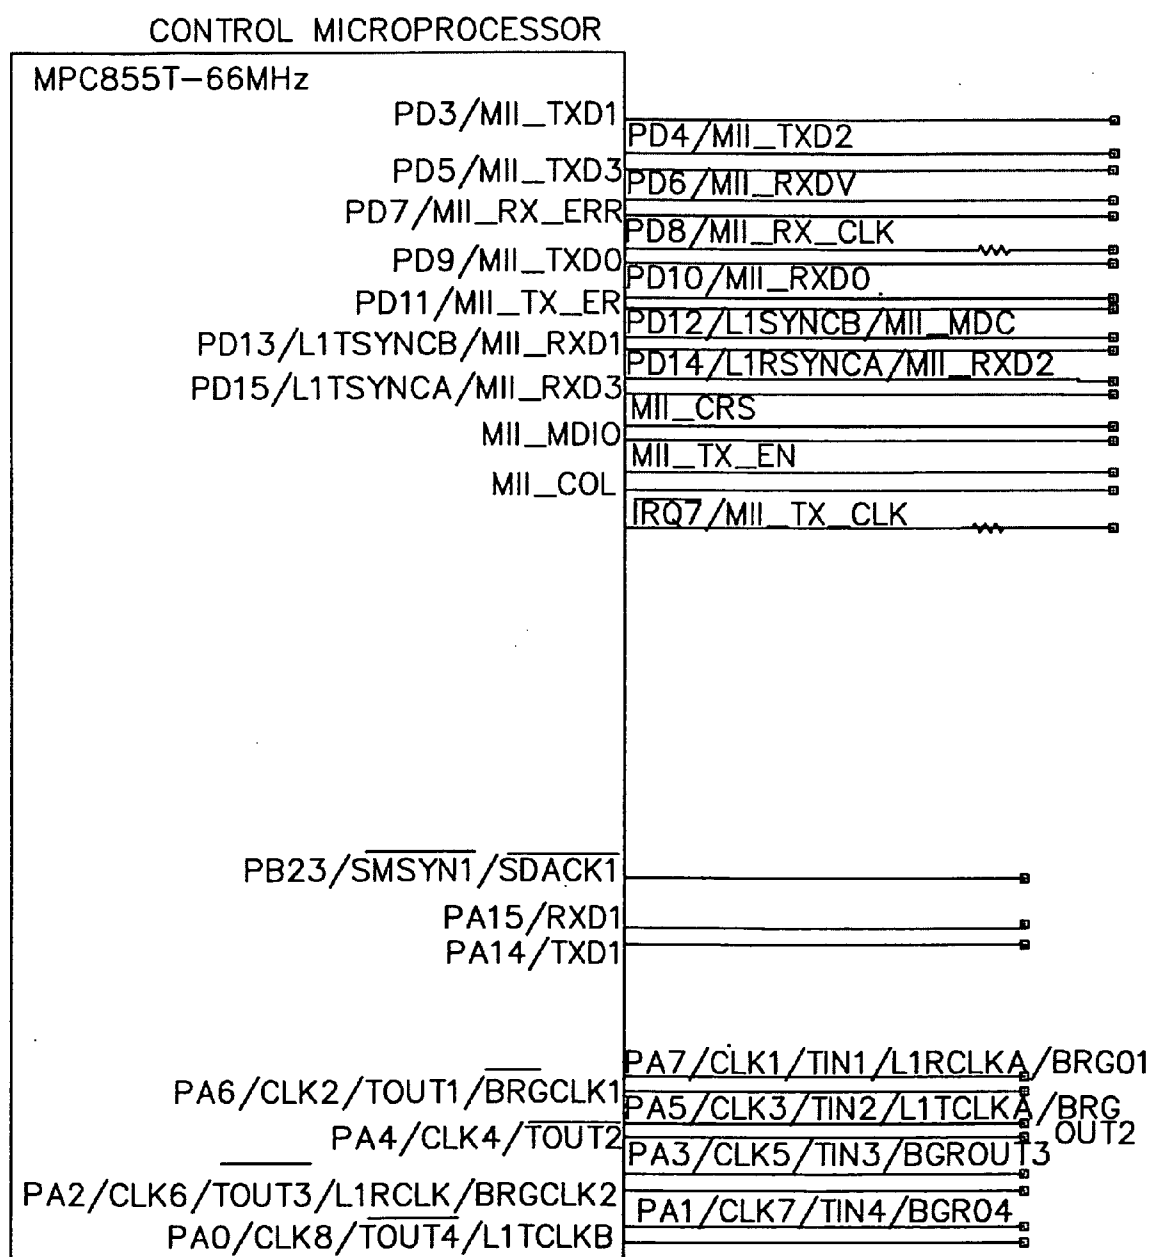 CONTROL MICROPROCESSOR
MPC855T-66MHz
PD3/MII_TXD1
PD4/MII_TXD2
PD5/MII_TXD3
PD6/MII_RXDV
PD7/MII_RX_ERR
PD8/MII_RX_CLK
PD9/MII_TXD0
PD10/MII_RXD0
PD11/MII_TX_ER
PD12/L1SYNCB/MII_MDC
PD13/L1TSYNCB/MII_RXD1
PD14/L1RSYNCA/MII_RXD2
PD15/L1TSYNCA/MII_RXD3
MII_CRS
MII_MDIO
MII_TX_EN
MII_COL
IRQ7/MII_TX_CLK
PB23/SMSYN1/SDACK1
PA15/RXD1
PA14/TXD1
PA7/CLK1/TIN1/L1RCLKA/BRGO1
PA6/CLK2/TOUT1/BRGCLK1
PA5/CLK3/TIN2/L1TCLKA/BRG
OUT2
PA4/CLK4/TOUT2
PA3/CLK5/TIN3/BGROUT3
PA2/CLK6/TOUT3/L1RCLK/BRGCLK2
PA1/CLK7/TIN4/BGRO4
PA0/CLK8/TOUT4/L1TCLKB